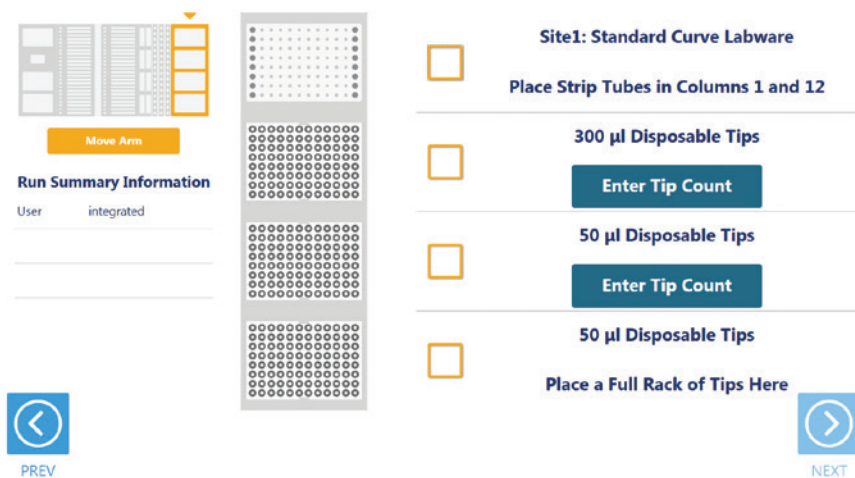 Move Arm
Run Summary Information
User integrated
Site1: Standard Curve Labware
Place Strip Tubes in Columns 1 and 12
300 µl Disposable Tips
Enter Tip Count
50 µl Disposable Tips
Enter Tip Count
50 µl Disposable Tips
Place a Full Rack of Tips Here
PREV
NEXT